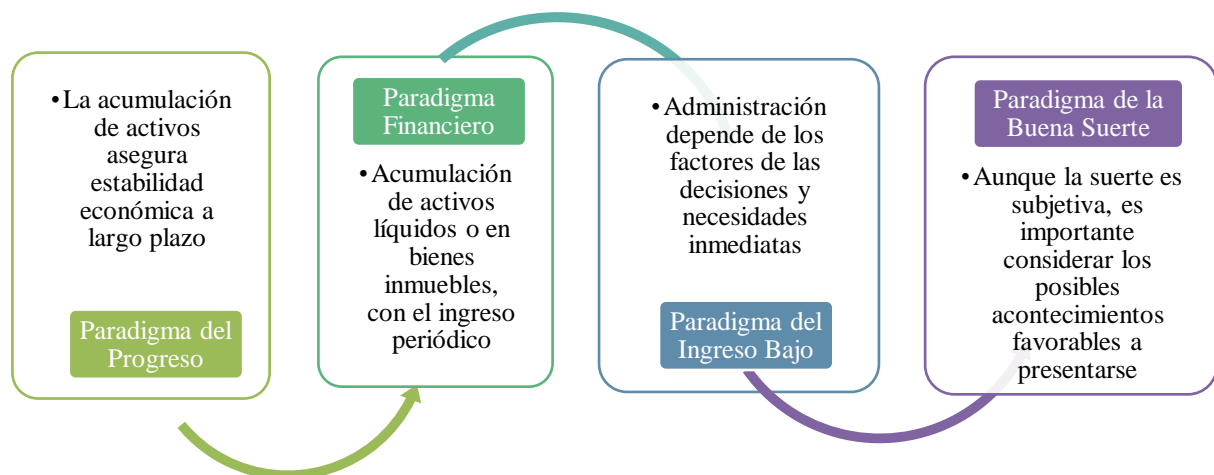 •La acumulación
de activos
asegura
estabilidad
económica a
largo plazo
Paradigma del
Progreso
Paradigma
Financiero
•Acumulación
de activos
líquidos o en
bienes
inmuebles,
con el ingreso
periódico
•Administración
depende de los
factores de las
decisiones y
necesidades
inmediatas
Paradigma del
Ingreso Bajo
Paradigma de la
Buena Suerte
•Aunque la suerte es
subjetiva, es
importante
considerar los
posibles
acontecimientos
favorables a
presentarse